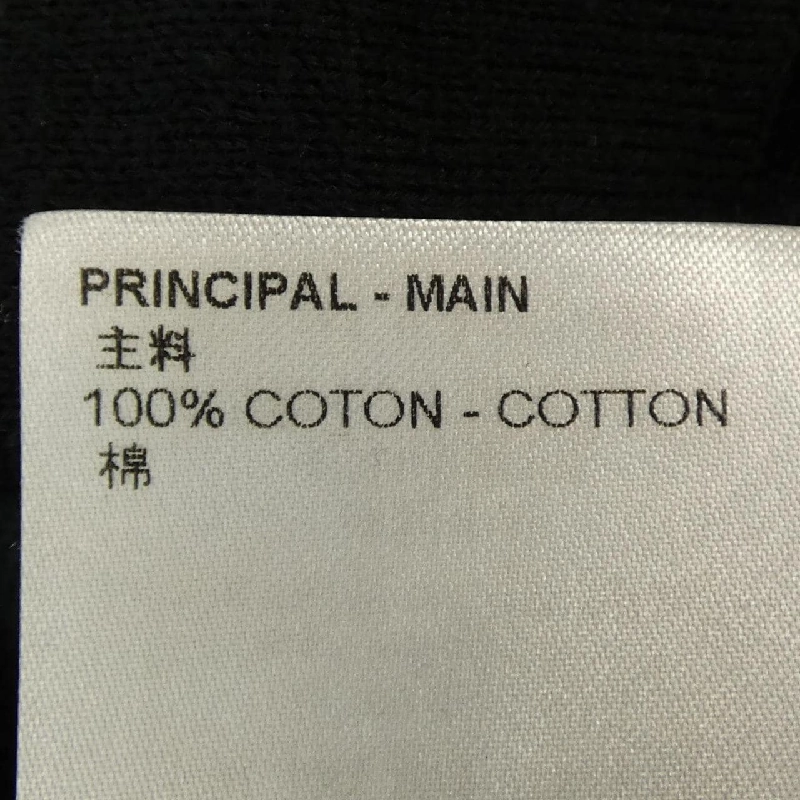 PRINCIPAL - MAIN
主料
100% COTON - COTTON
棉